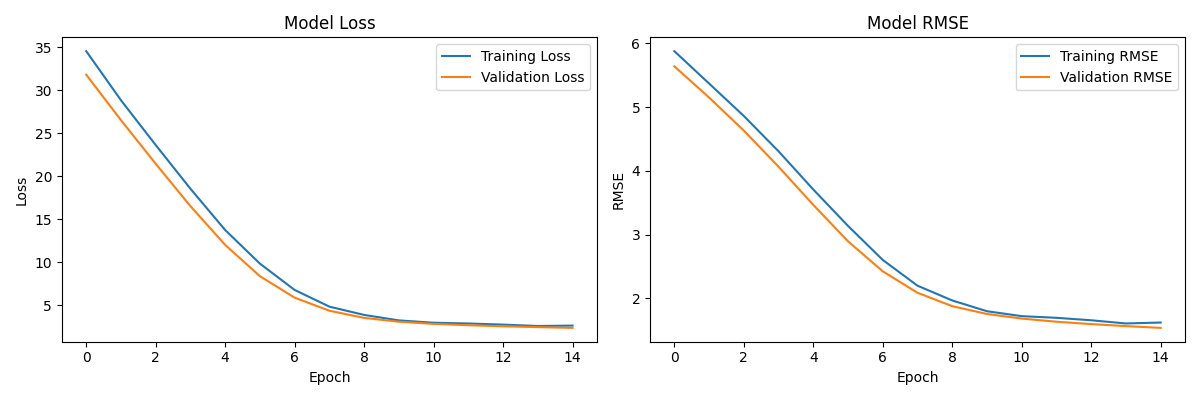 Model Loss
35
30
25
20
15
10
5
Loss
Training Loss
Validation Loss
0 2 4 6 8 10 12 14
Epoch
Model RMSE
6
5
4
3
2
RMSE
Training RMSE
Validation RMSE
0 2 4 6 8 10 12 14
Epoch